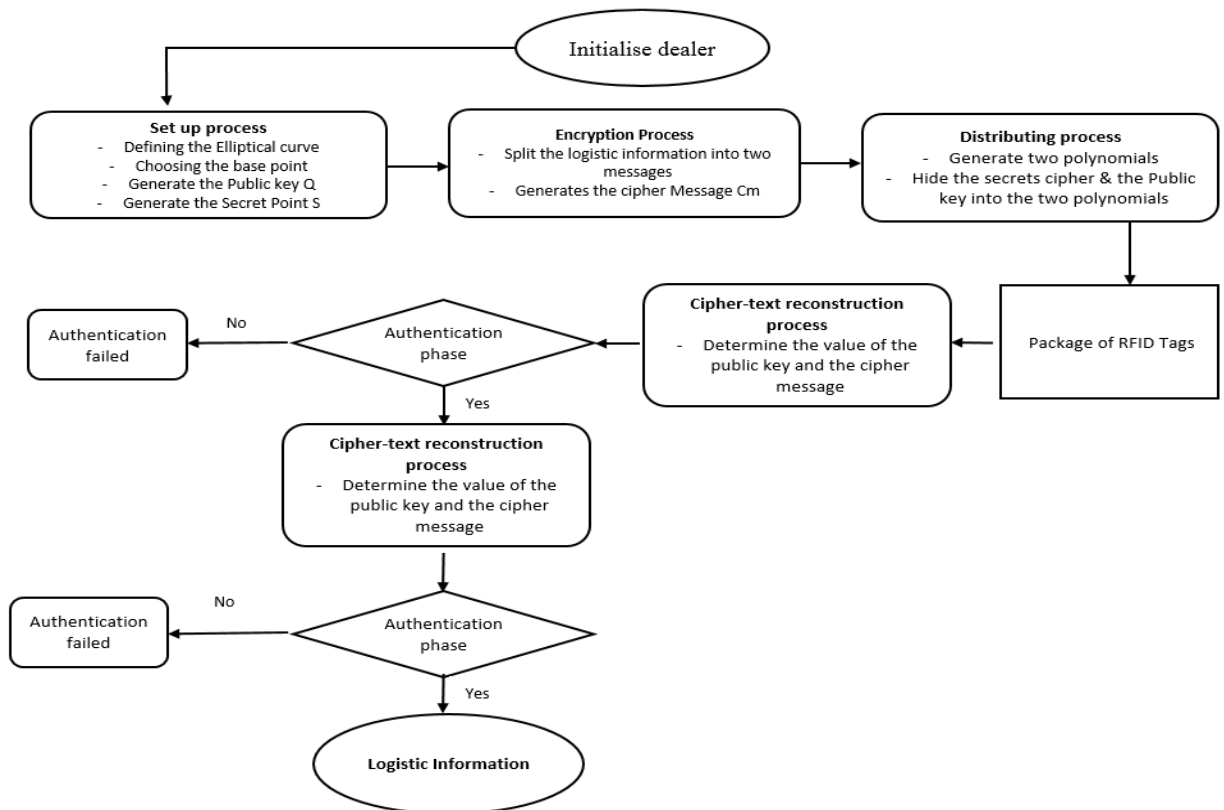 Initialise dealer
Set up process
- Defining the Elliptical curve
- Choosing the base point
- Generate the Public key Q
- Generate the Secret Point S
Encryption Process
- Split the logistic information into two
messages
- Generates the cipher Message Cm
Distributing process
- Generate two polynomials
- Hide the secrets cipher & the Public
key into the two polynomials
Package of RFID Tags
Cipher-text reconstruction
process
- Determine the value of the
public key and the cipher
message
Authentication
phase
No
Authentication
failed
Yes
Cipher-text reconstruction
process
- Determine the value of the
public key and the cipher
message
Authentication
phase
No
Authentication
failed
Yes
Logistic Information